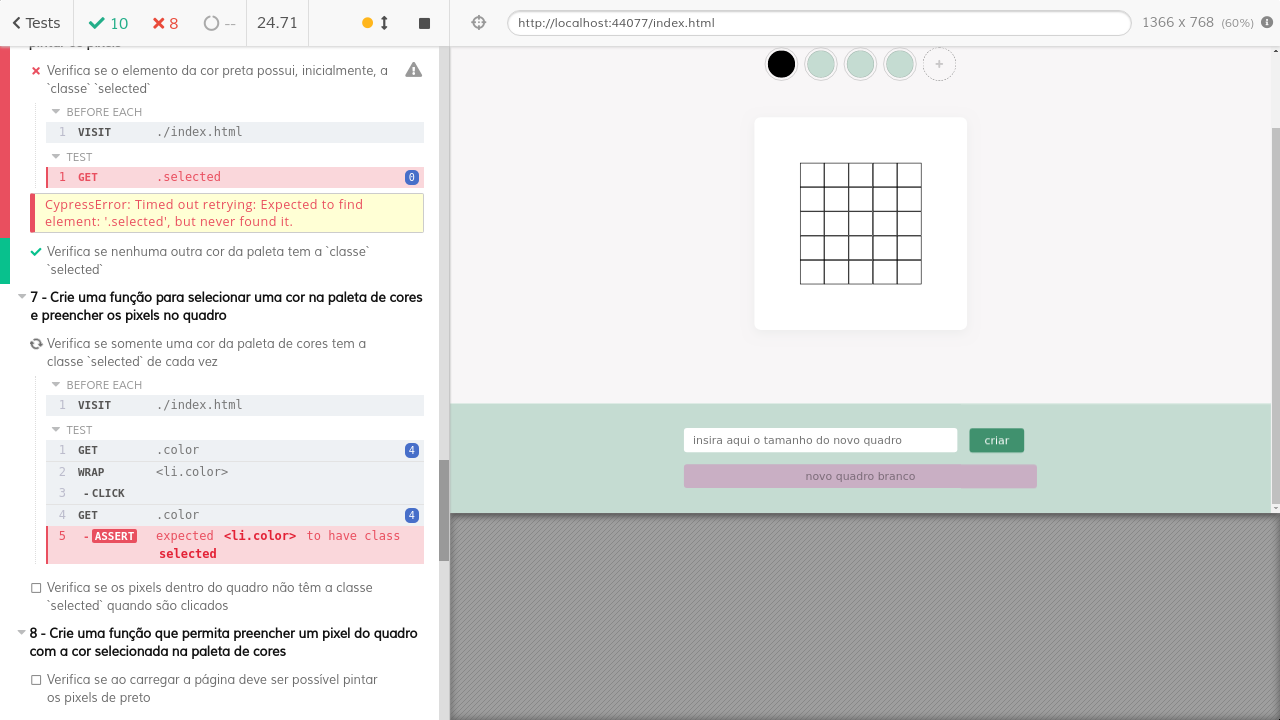 Tests
10
8
--
24.71
http://localhost:44077/index.html
1366 x 768 (60%)
pintar os pixels
Verifica se o elemento da cor preta possui, inicialmente, a
`classe` `selected`
BEFORE EACH
1 VISIT ./index.html
TEST
1 GET .selected 0
CypressError: Timed out retrying: Expected to find
element: '.selected', but never found it.
Verifica se nenhuma outra cor da paleta tem a `classe`
`selected`
7 - Crie uma função para selecionar uma cor na paleta de cores
e preencher os pixels no quadro
Verifica se somente uma cor da paleta de cores tem a
classe `selected` de cada vez
BEFORE EACH
1 VISIT ./index.html
TEST
1 GET .color 4
2 WRAP <li.color>
3 -CLICK
4 GET .color 4
5 -ASSERT expected <li.color> to have class
selected
Verifica se os pixels dentro do quadro não têm a classe
`selected` quando são clicados
8 - Crie uma função que permita preencher um pixel do quadro
com a cor selecionada na paleta de cores
Verifica se ao carregar a página deve ser possível pintar
os pixels de preto
+
insira aqui o tamanho do novo quadro
criar
novo quadro branco